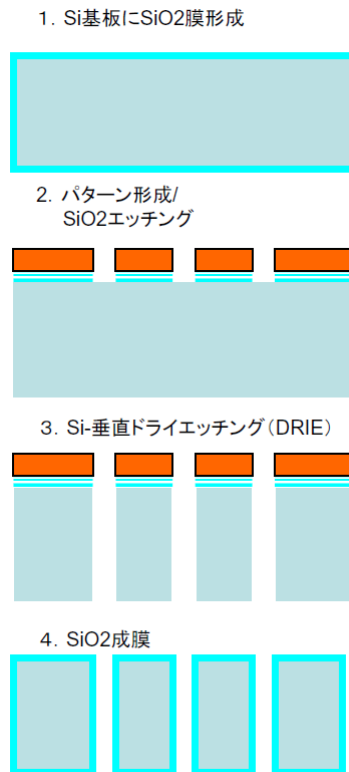 1. Si基板にSiO2膜形成
2. パターン形成/
SiO2エッチング
3. Si-垂直ドライエッチング(DRIE)
4. SiO2成膜